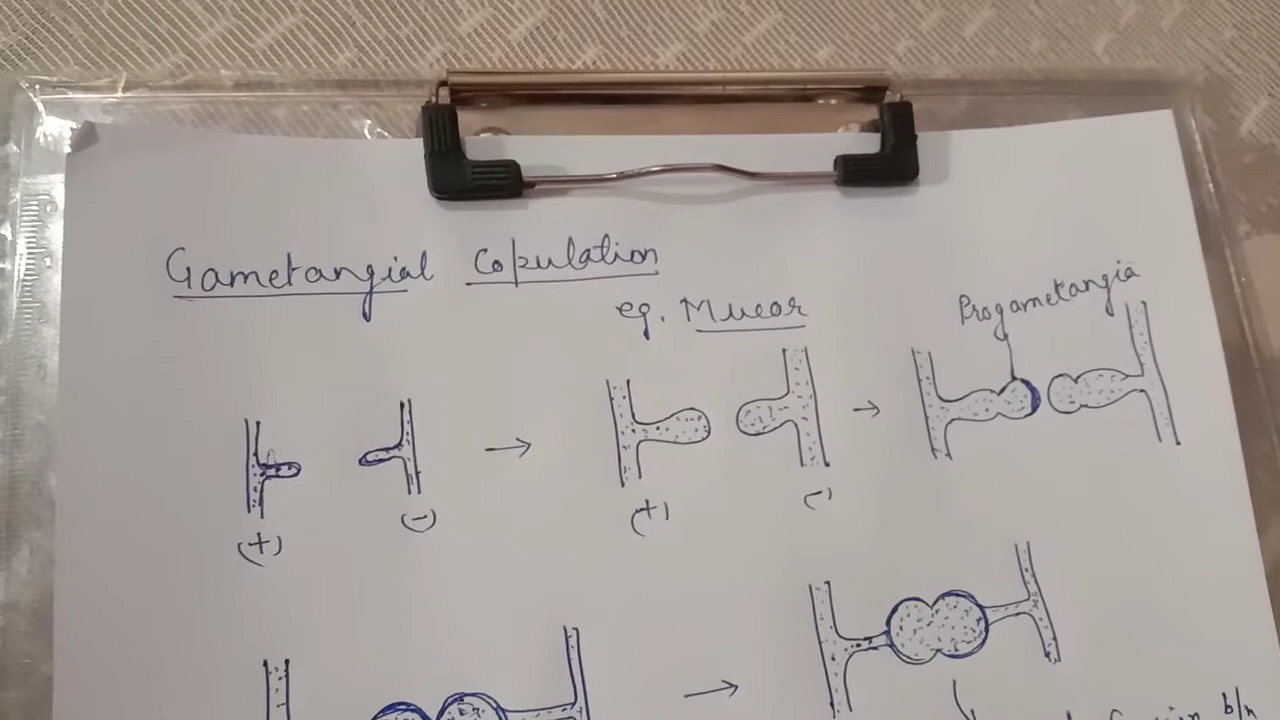 Gametangial Copulation
eg. Mucor
Progametangia
(+)
(-)
(+)
(-)
b/n